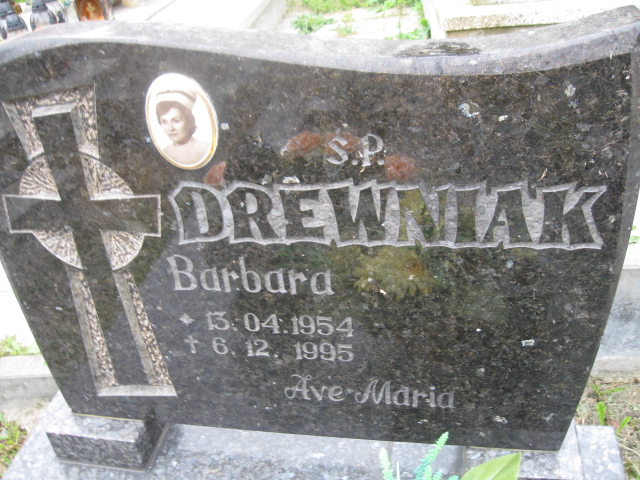 Ś.P.
DREWNIAK
Barbara
* 13.04.1954
† 6.12.1995
Ave-Maria